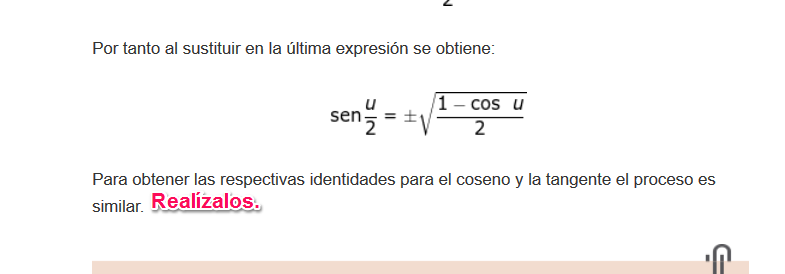 2
Por tanto al sustituir en la última expresión se obtiene:
sen u/2 = ±√((1 – cos u)/2)
Para obtener las respectivas identidades para el coseno y la tangente el proceso es
similar. Realízalos.